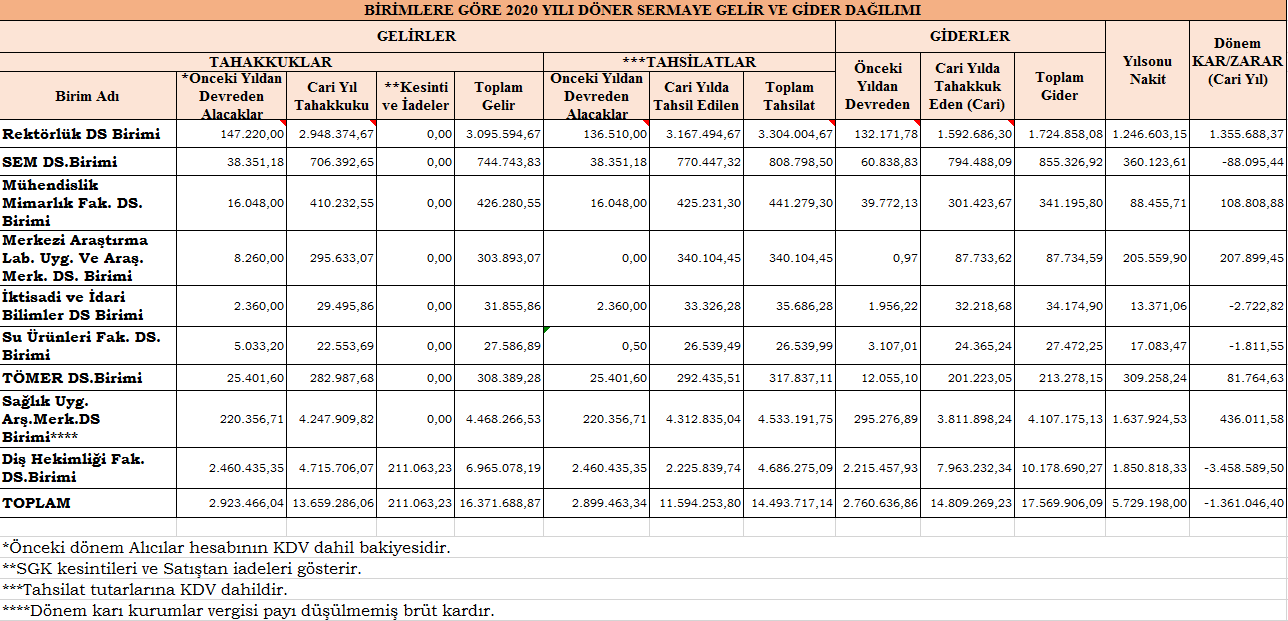 BİRİMLERE GÖRE 2020 YILI DÖNER SERMAYE GELİR VE GİDER DAĞILIMI
GELİRLER GİDERLER Yılsonu Nakit Dönem KAR/ZARAR (Cari Yıl)
TAHAKKUKLAR ***TAHSİLATLAR
Birim Adı *Önceki Yıldan Devreden Alacaklar Cari Yıl Tahakkuku **Kesinti ve İadeler Toplam Gelir Önceki Yıldan Devreden Alacaklar Cari Yılda Tahsil Edilen Toplam Tahsilat Önceki Yıldan Devreden Cari Yılda Tahakkuk Eden (Cari) Toplam Gider
Rektörlük DS Birimi 147.220,00 2.948.374,67 0,00 3.095.594,67 136.510,00 3.167.494,67 3.304.004,67 132.171,78 1.592.686,30 1.724.858,08 1.246.603,15 1.355.688,37
SEM DS.Birimi 38.351,18 706.392,65 0,00 744.743,83 38.351,18 770.447,32 808.798,50 60.838,83 794.488,09 855.326,92 360.123,61 -88.095,44
Mühendislik
Mimarlık Fak. DS.
Birimi 16.048,00 410.232,55 0,00 426.280,55 16.048,00 425.231,30 441.279,30 39.772,13 301.423,67 341.195,80 88.455,71 108.808,88
Merkezi Araştırma
Lab. Uyg. Ve Araş.
Merk. DS. Birimi 8.260,00 295.633,07 0,00 303.893,07 0,00 340.104,45 340.104,45 0,97 87.733,62 87.734,59 205.559,90 207.899,45
İktisadi ve İdari
Bilimler DS Birimi 2.360,00 29.495,86 0,00 31.855,86 2.360,00 33.326,28 35.686,28 1.956,22 32.218,68 34.174,90 13.371,06 -2.722,82
Su Ürünleri Fak. DS.
Birimi 5.033,20 22.553,69 0,00 27.586,89 0,50 26.539,49 26.539,99 3.107,01 24.365,24 27.472,25 17.083,47 -1.811,55
TÖMER DS.Birimi 25.401,60 282.987,68 0,00 308.389,28 25.401,60 292.435,51 317.837,11 12.055,10 201.223,05 213.278,15 309.258,24 81.764,63
Sağlık Uyg.
Arş.Merk.DS
Birimi**** 220.356,71 4.247.909,82 0,00 4.468.266,53 220.356,71 4.312.835,04 4.533.191,75 295.276,89 3.811.898,24 4.107.175,13 1.637.924,53 436.011,58
Diş Hekimliği Fak.
DS.Birimi 2.460.435,35 4.715.706,07 211.063,23 6.965.078,19 2.460.435,35 2.225.839,74 4.686.275,09 2.215.457,93 7.963.232,34 10.178.690,27 1.850.818,33 -3.458.589,50
TOPLAM 2.923.466,04 13.659.286,06 211.063,23 16.371.688,87 2.899.463,34 11.594.253,80 14.493.717,14 2.760.636,86 14.809.269,23 17.569.906,09 5.729.198,00 -1.361.046,40
*Önceki dönem Alıcılar hesabının KDV dahil bakiyesidir.
**SGK kesintileri ve Satıştan iadeleri gösterir.
***Tahsilat tutarlarına KDV dahildir.
****Dönem karı kurumlar vergisi payı düşülmemiş brüt kardır.